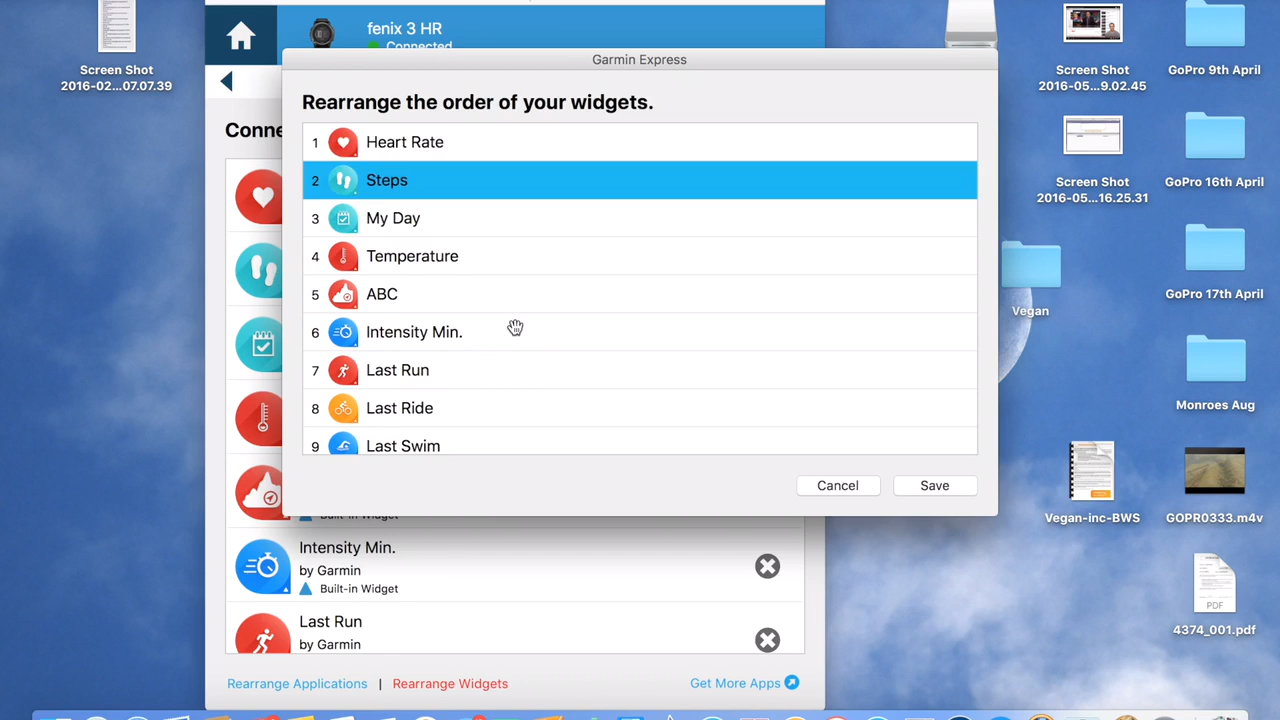 Screen Shot
2016-02...07.07.39
fenix 3 HR
Connected
Garmin Express
Rearrange the order of your widgets.
Conne
1 Heart Rate
2 Steps
3 My Day
4 Temperature
5 ABC
6 Intensity Min.
7 Last Run
8 Last Ride
9 Last Swim
Cancel
Save
Built-in Widget
Intensity Min.
by Garmin
Built-in Widget
Last Run
by Garmin
Rearrange Applications | Rearrange Widgets
Get More Apps
Screen Shot
2016-05...9.02.45
GoPro 9th April
Screen Shot
2016-05...16.25.31
GoPro 16th April
Vegan
GoPro 17th April
Monroes Aug
Vegan-inc-BWS
GOPR0333.m4v
PDF
4374_001.pdf